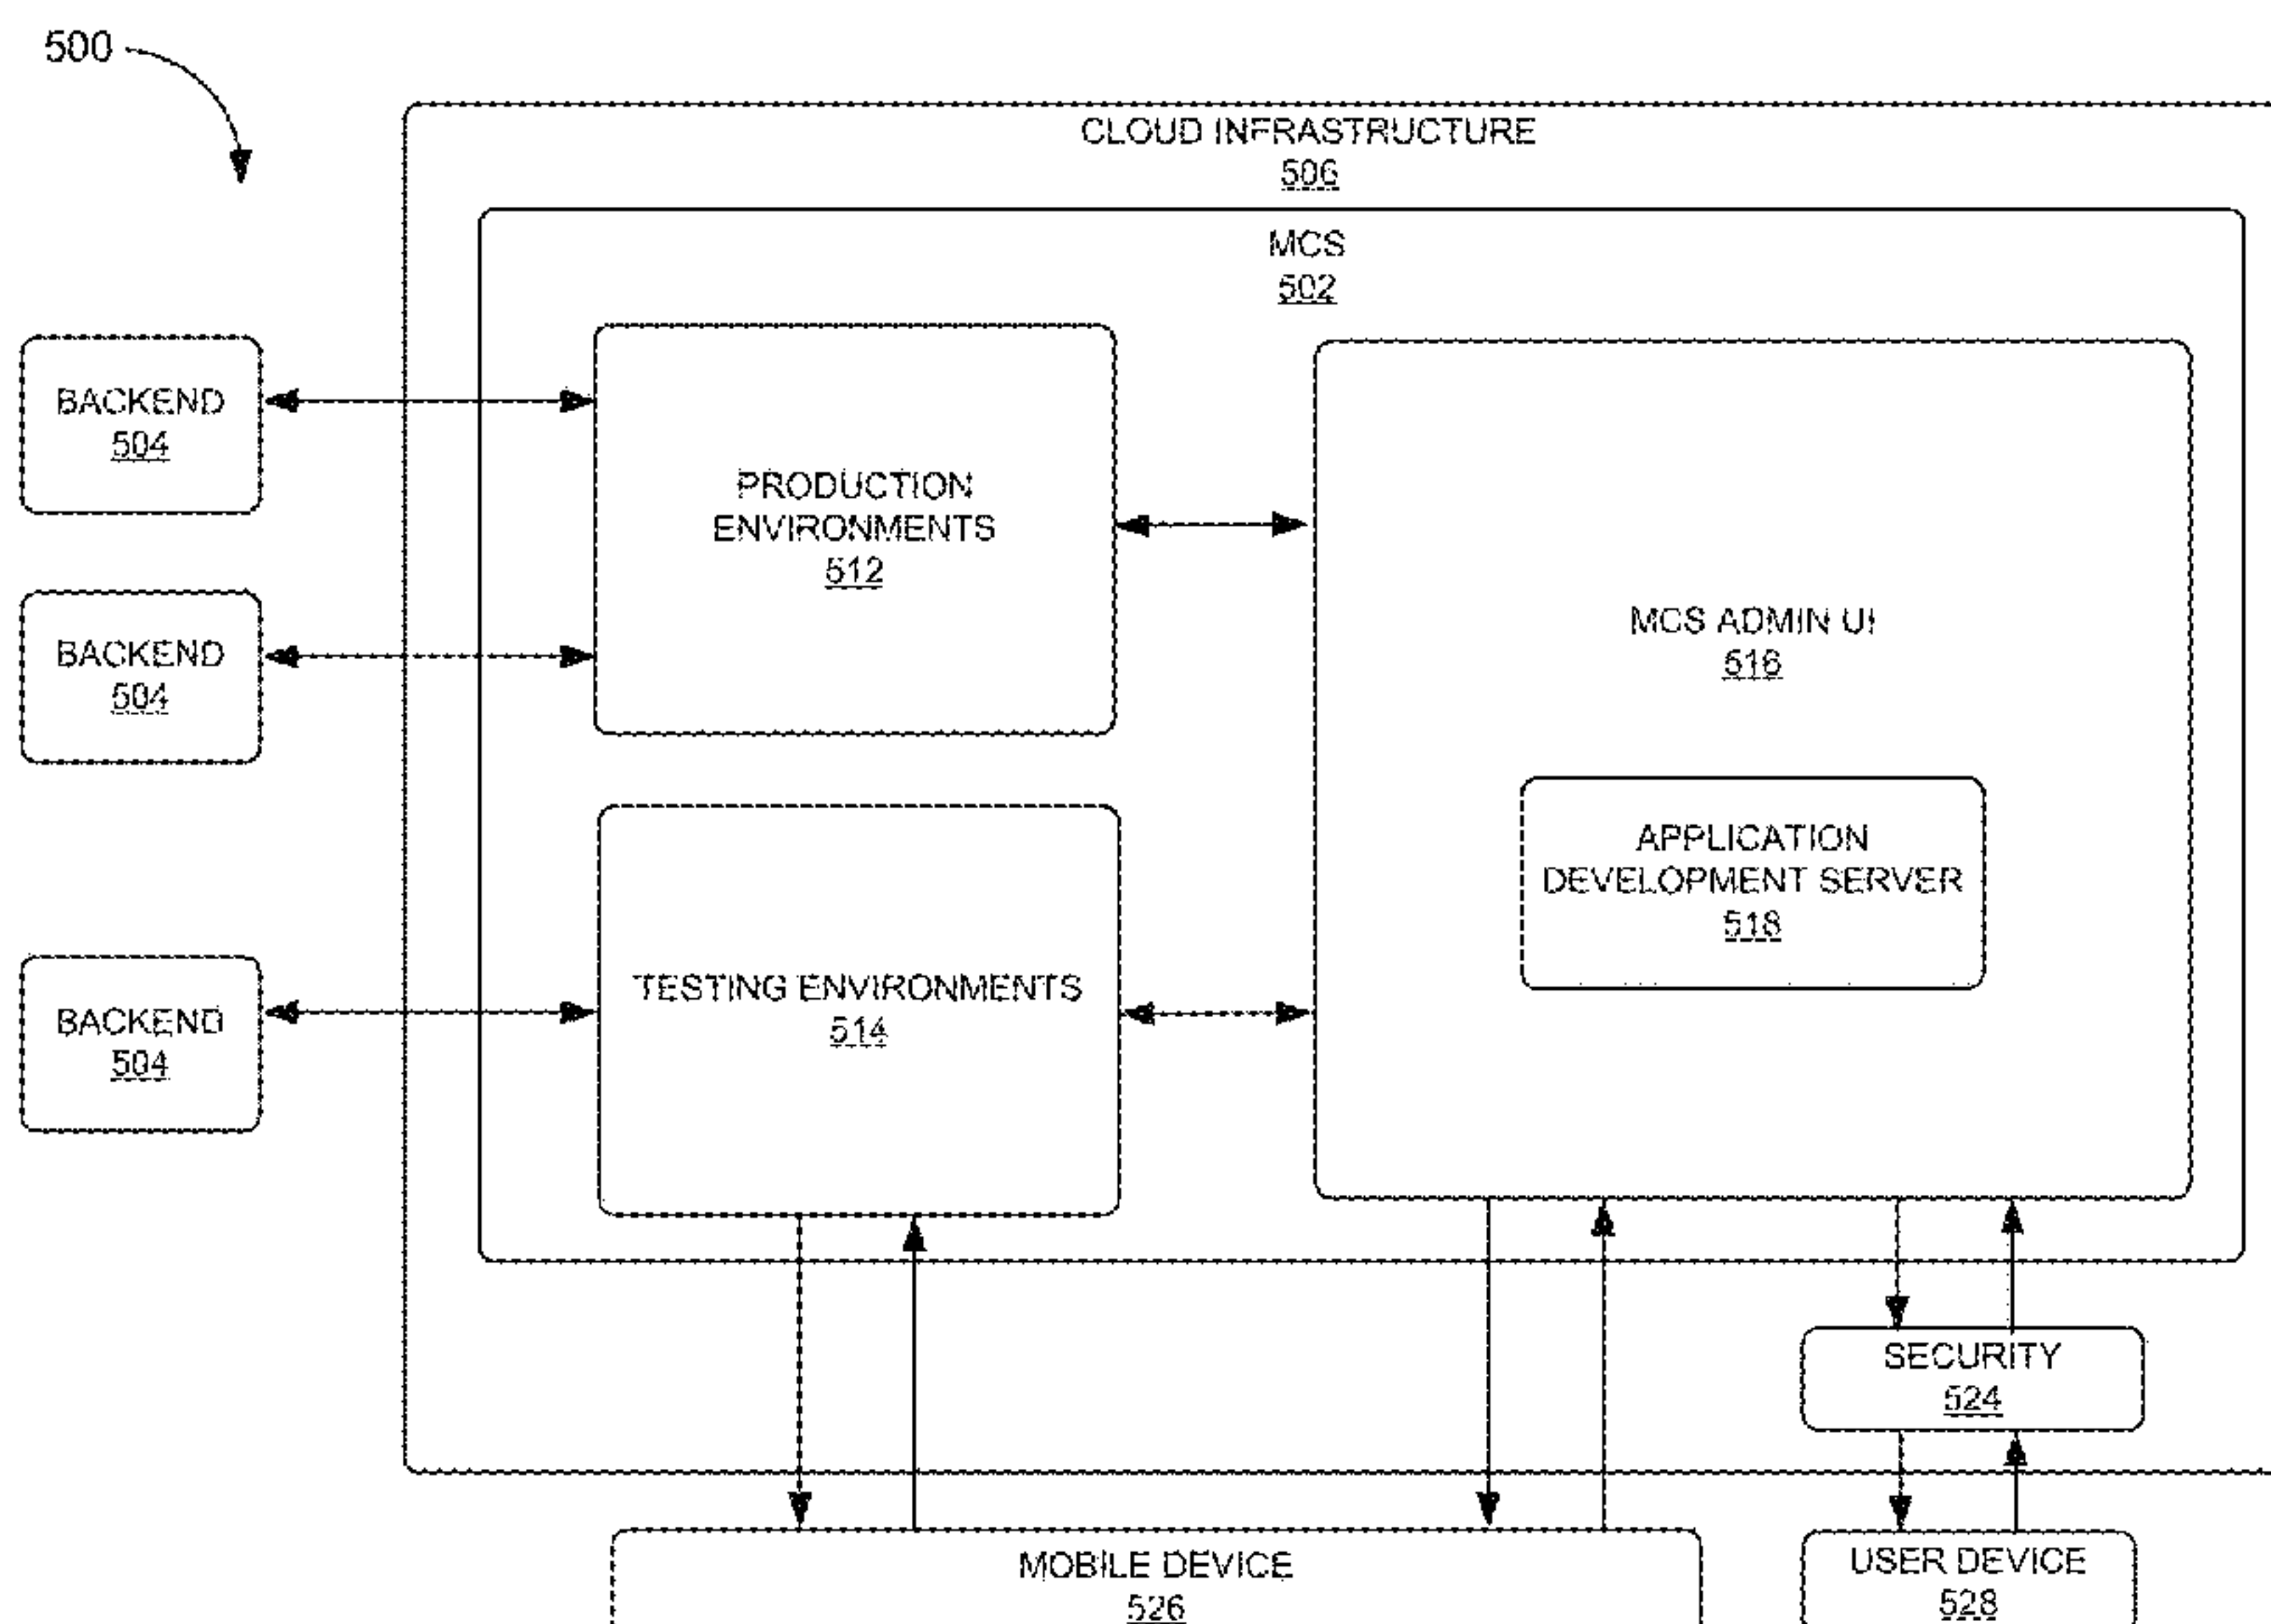 500
CLOUD INFRASTRUCTURE
506
MCS
502
BACKEND
504
PRODUCTION
ENVIRONMENTS
512
BACKEND
504
MCS ADMIN UI
516
APPLICATION
DEVELOPMENT SERVER
518
BACKEND
504
TESTING ENVIRONMENTS
514
SECURITY
524
MOBILE DEVICE
526
USER DEVICE
528